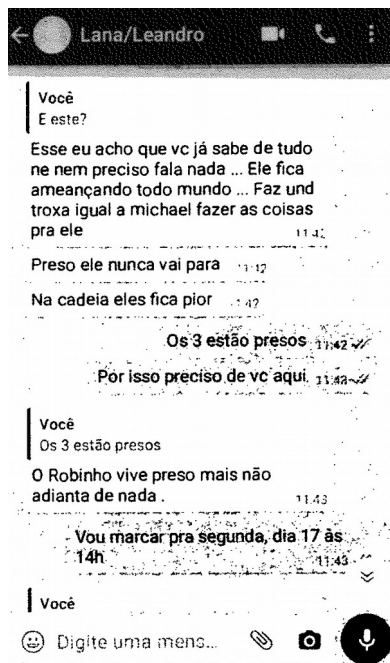 Lana/Leandro
Você
E este?
Esse eu acho que vc já sabe de tudo
ne nem preciso fala nada ... Ele fica
ameançando todo mundo ... Faz und
troxa igual a michael fazer as coisas
pra ele
11:42
Preso ele nunca vai para 11:42
Na cadeia eles fica pior 11:42
Os 3 estão presos 11:42
Por isso preciso de vc aqui 11:42
Você
Os 3 estão presos
O Robinho vive preso mais não
adianta de nada .
11:43
Vou marcar pra segunda, dia 17 às
14h
11:43
Você
Digite uma mens...